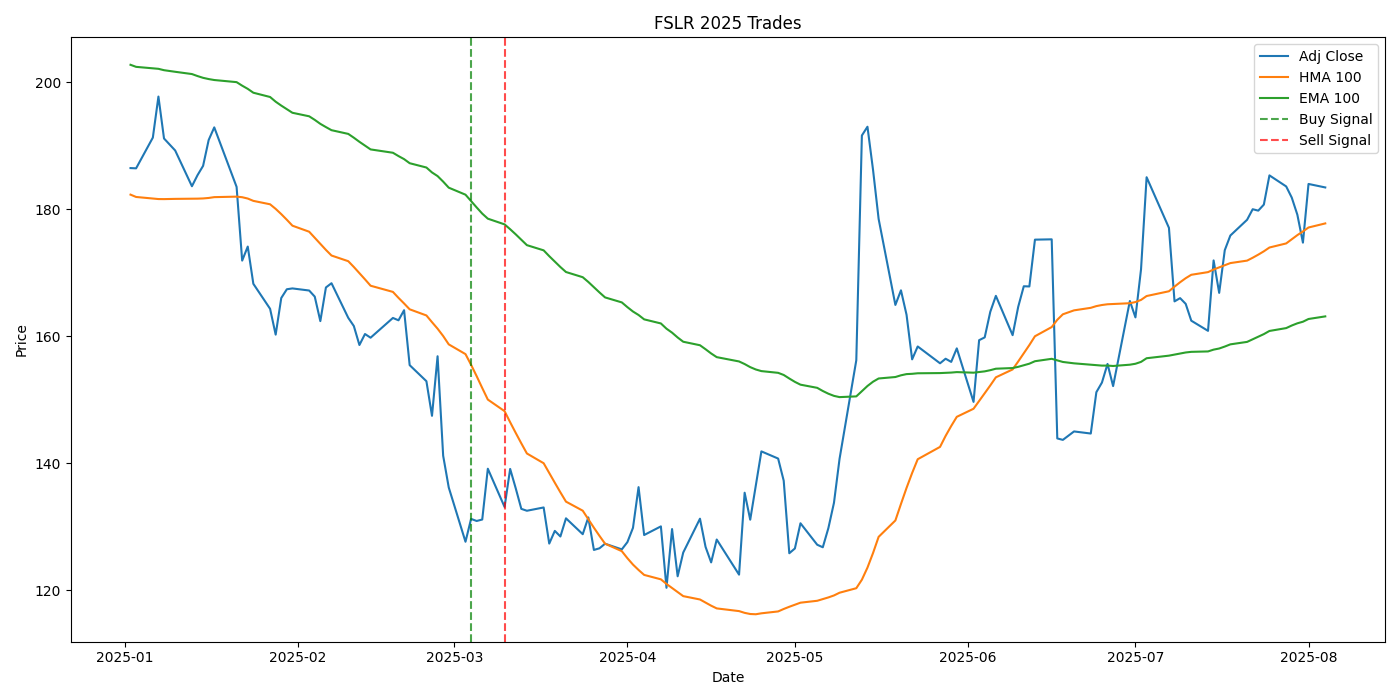 FSLR 2025 Trades
Adj Close
HMA 100
EMA 100
Buy Signal
Sell Signal
Price
200
180
160
140
120
2025-01
2025-02
2025-03
2025-04
2025-05
2025-06
2025-07
2025-08
Date